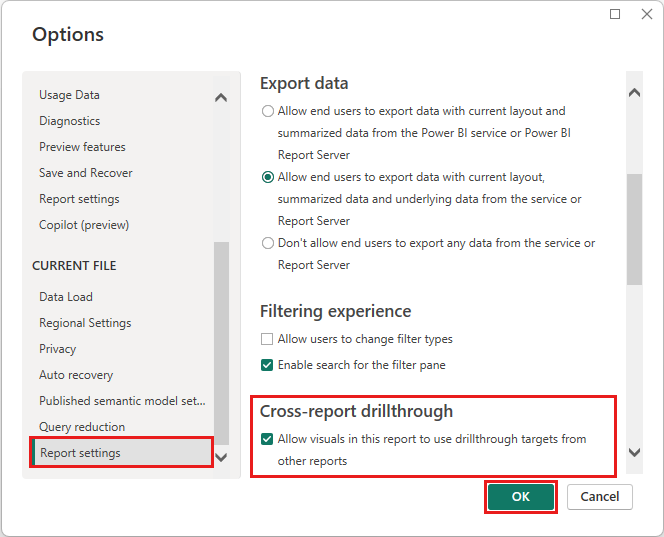 Options
Usage Data
Diagnostics
Preview features
Save and Recover
Report settings
Copilot (preview)
CURRENT FILE
Data Load
Regional Settings
Privacy
Auto recovery
Published semantic model set...
Query reduction
Report settings
Export data
Allow end users to export data with current layout and
summarized data from the Power BI service or Power BI
Report Server
Allow end users to export data with current layout,
summarized data and underlying data from the service or
Report Server
Don't allow end users to export any data from the service or
Report Server
Filtering experience
Allow users to change filter types
Enable search for the filter pane
Cross-report drillthrough
Allow visuals in this report to use drillthrough targets from
other reports
OK
Cancel